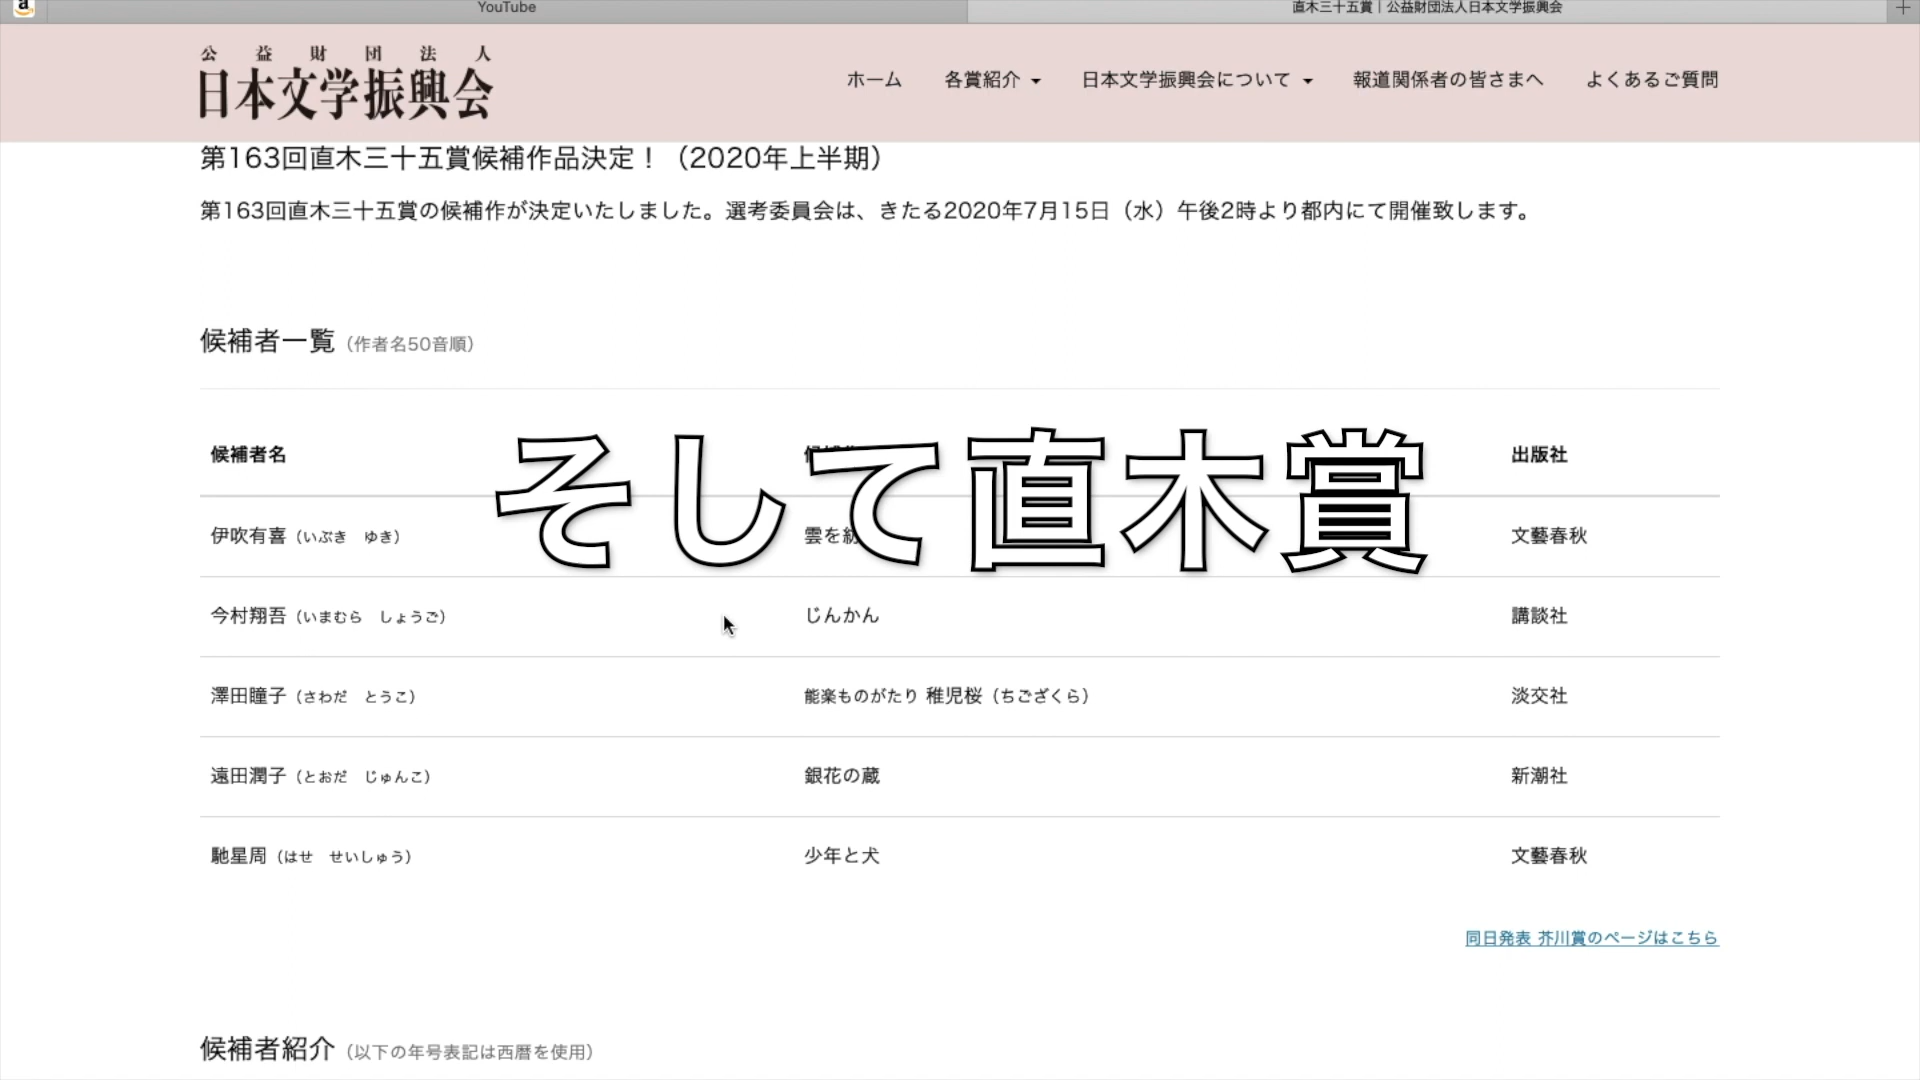 YouTube
直木三十五賞｜公益財団法人日本文学振興会
公益財団法人
日本文学振興会
ホーム 各賞紹介 日本文学振興会について 報道関係者の皆さまへ よくあるご質問
第163回直木三十五賞候補作品決定！（2020年上半期）
第163回直木三十五賞の候補作が決定いたしました。選考委員会は、きたる2020年7月15日（水）午後2時より都内にて開催致します。
候補者一覧（作者名50音順）
そして直木賞
候補者名 出版社
伊吹有喜（いぶき ゆき） 雲を 文藝春秋
今村翔吾（いまむら しょうご） じんかん 講談社
澤田瞳子（さわだ とうこ） 能楽ものがたり 稚児桜（ちござくら） 淡交社
遠田潤子（とおだ じゅんこ） 銀花の蔵 新潮社
馳星周（はせ せいしゅう） 少年と犬 文藝春秋
同日発表 芥川賞のページはこちら
候補者紹介（以下の年号表記は西暦を使用）